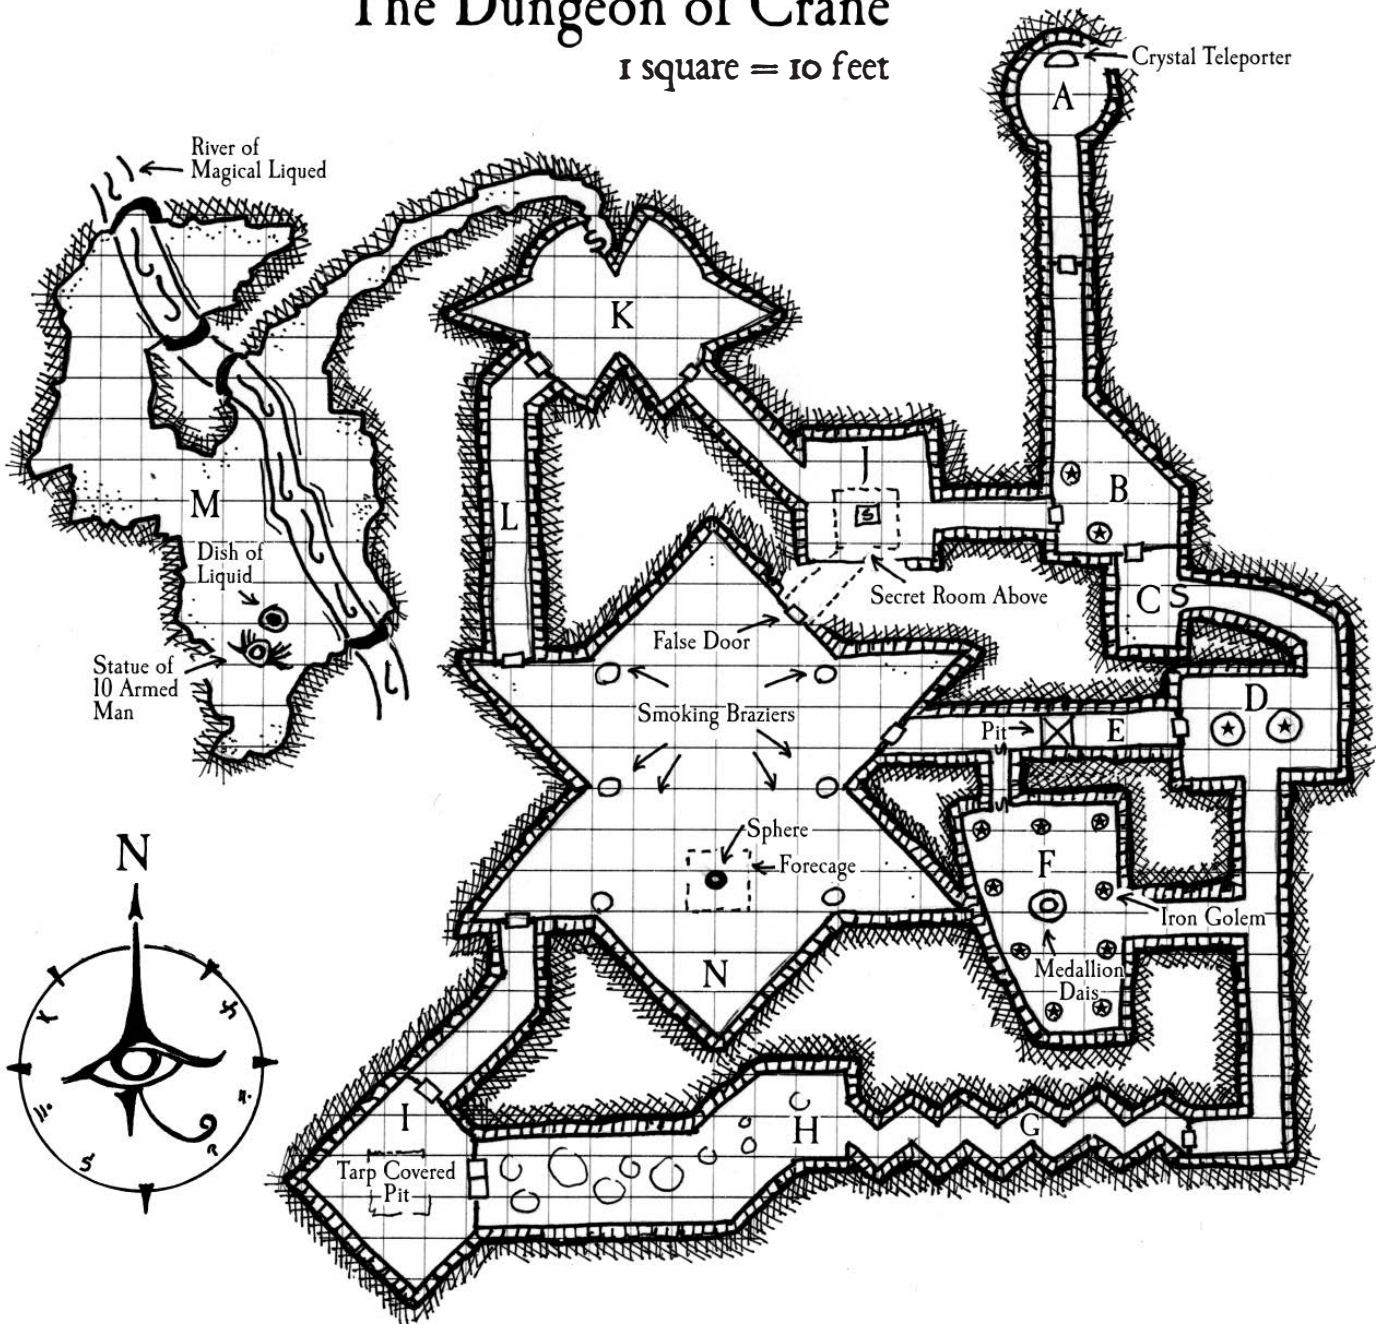 The Dungeon of Crane
1 square = 10 feet
Crystal Teleporter
A
River of
Magical Liqued
S
K
J
B
S
L
M
Dish of
Liquid
Secret Room Above
C S
False Door
Statue of
10 Armed
Man
D
Smoking Braziers
Pit
E
S
S
Sphere
Forecage
F
N
Iron Golem
N
Medallion
Dais
I
H
G
Tarp Covered
Pit